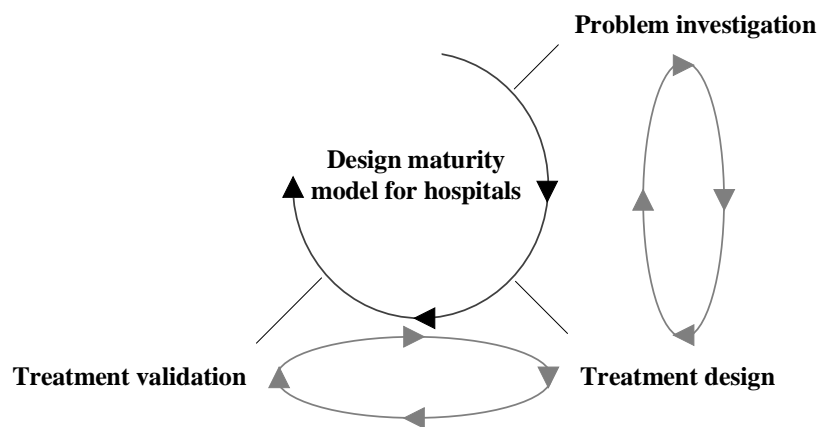 Problem investigation
Design maturity
model for hospitals
Treatment validation
Treatment design